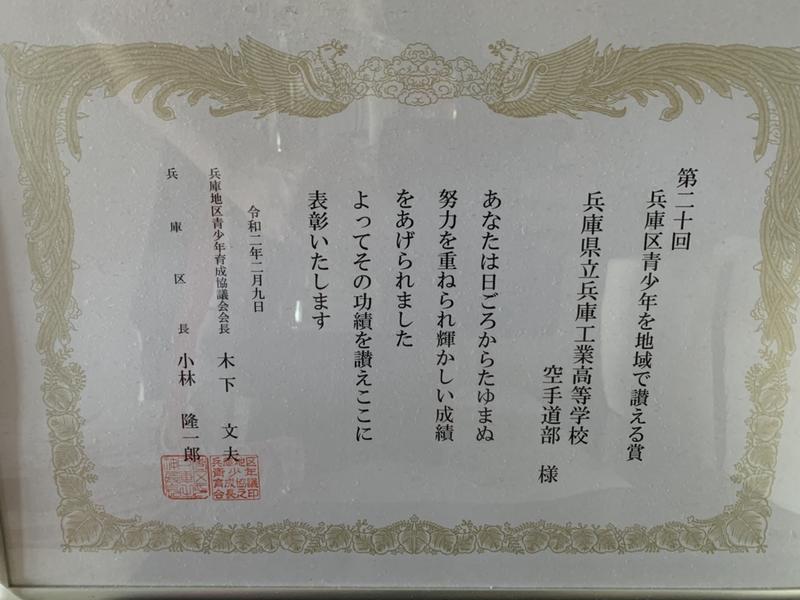 第二十回
兵庫区青少年を地域で讃える賞
兵庫県立兵庫工業高等学校
空手道部 様
あなたは日ごろからたゆまぬ
努力を重ねられ輝かしい成績
をあげられました
よってその功績を讃えここに
表彰いたします
令和二年二月九日
兵庫地区青少年育成協議会会長 木下 文夫
兵庫区長 小林 隆一郎